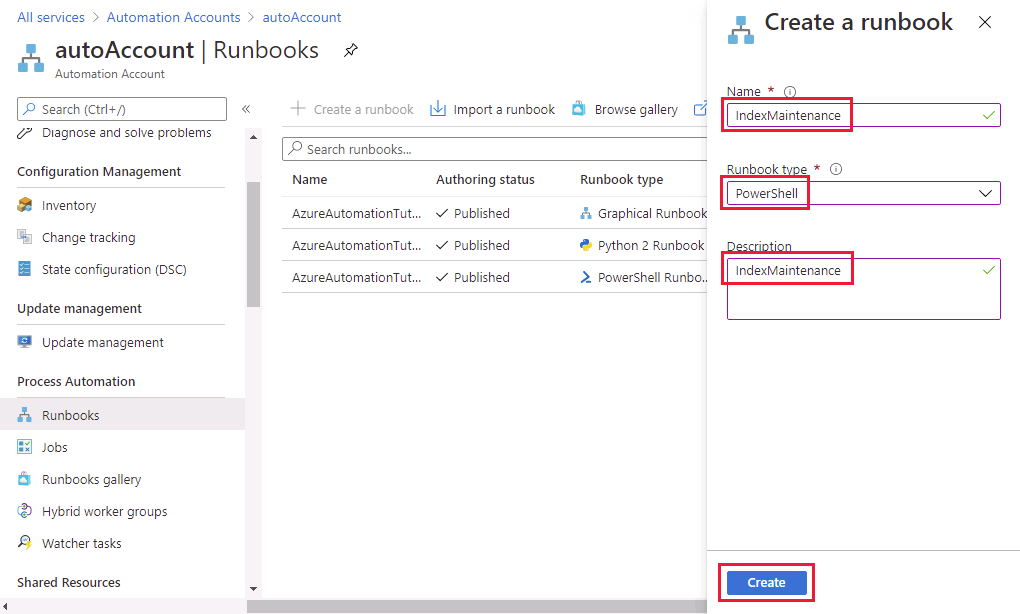 All services > Automation Accounts > autoAccount
autoAccount | Runbooks
Automation Account
Search (Ctrl+/)
«
Diagnose and solve problems
Configuration Management
Inventory
Change tracking
State configuration (DSC)
Update management
Update management
Process Automation
Runbooks
Jobs
Runbooks gallery
Hybrid worker groups
Watcher tasks
Shared Resources
Create a runbook Import a runbook Browse gallery
Search runbooks...
Name Authoring status Runbook type
AzureAutomationTut... Published Graphical Runbook
AzureAutomationTut... Published Python 2 Runbook
AzureAutomationTut... Published PowerShell Runbo...
Create a runbook
Name *
IndexMaintenance
Runbook type *
PowerShell
Description
IndexMaintenance
Create